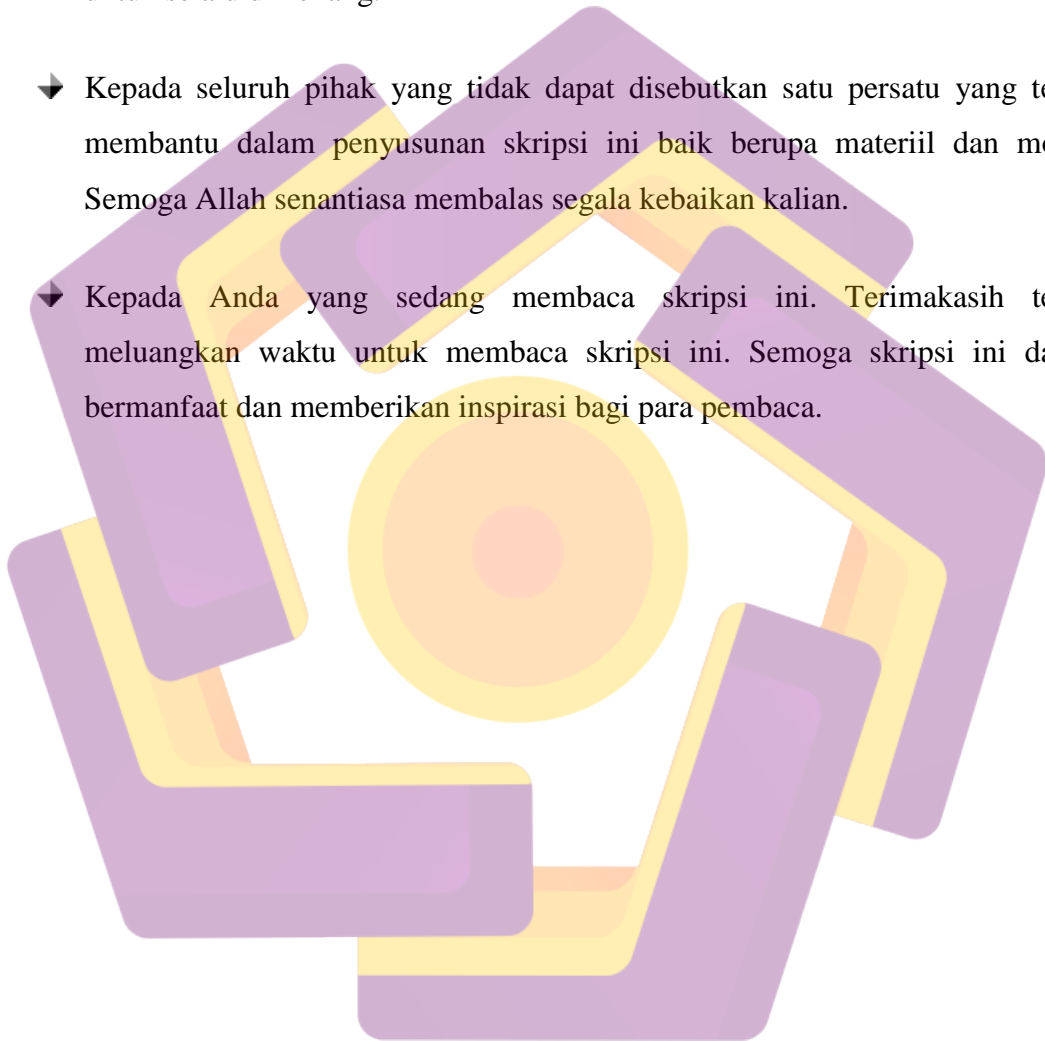 Kepada seluruh pihak yang tidak dapat disebutkan satu persatu yang
membantu dalam penyusunan skripsi ini baik berupa materiil dan
Semoga Allah senantiasa membalas segala kebaikan kalian.
Kepada Anda yang sedang membaca skripsi ini. Terimakasih
meluangkan waktu untuk membaca skripsi ini. Semoga skripsi ini
bermanfaat dan memberikan inspirasi bagi para pembaca.